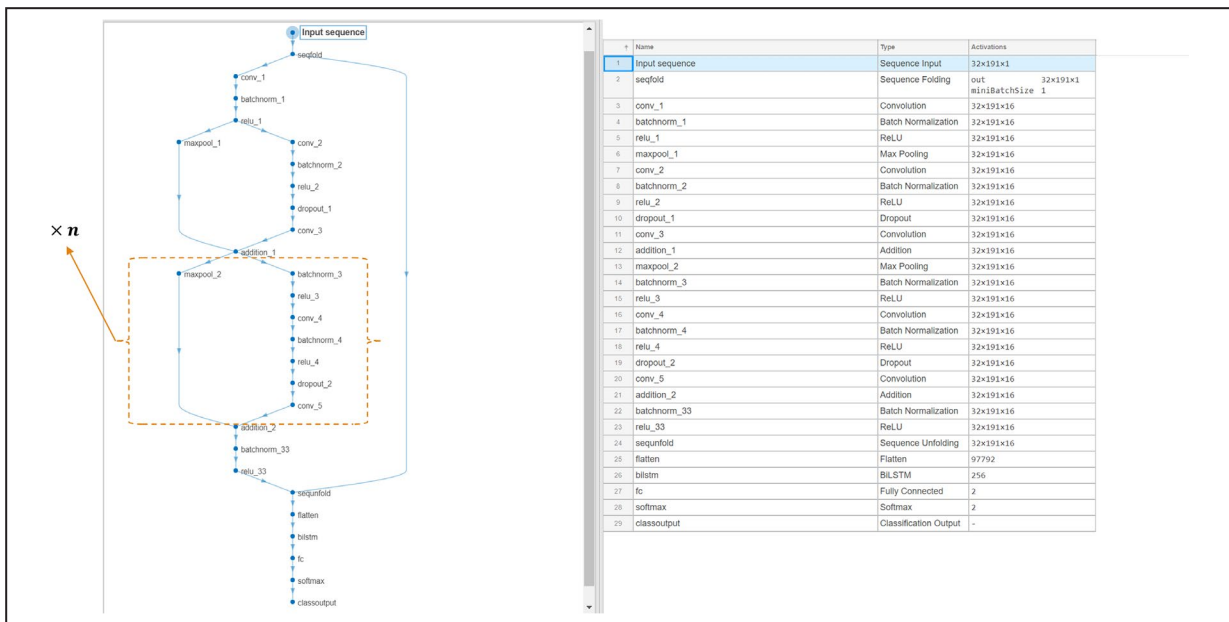 Input sequence
seqfold
conv_1
batchnorm_1
relu_1
maxpool_1 conv_2
batchnorm_2
relu_2
dropout_1
conv_3
× n
addition_1
maxpool_2 batchnorm_3
relu_3
conv_4
batchnorm_4
relu_4
dropout_2
conv_5
addition_2
batchnorm_33
relu_33
sequnfold
flatten
bilstm
fc
softmax
classoutput
↑ Name Type Activations
1 Input sequence Sequence Input 32×191×1
2 seqfold Sequence Folding out 32×191×1
miniBatchSize 1
3 conv_1 Convolution 32×191×16
4 batchnorm_1 Batch Normalization 32×191×16
5 relu_1 ReLU 32×191×16
6 maxpool_1 Max Pooling 32×191×16
7 conv_2 Convolution 32×191×16
8 batchnorm_2 Batch Normalization 32×191×16
9 relu_2 ReLU 32×191×16
10 dropout_1 Dropout 32×191×16
11 conv_3 Convolution 32×191×16
12 addition_1 Addition 32×191×16
13 maxpool_2 Max Pooling 32×191×16
14 batchnorm_3 Batch Normalization 32×191×16
15 relu_3 ReLU 32×191×16
16 conv_4 Convolution 32×191×16
17 batchnorm_4 Batch Normalization 32×191×16
18 relu_4 ReLU 32×191×16
19 dropout_2 Dropout 32×191×16
20 conv_5 Convolution 32×191×16
21 addition_2 Addition 32×191×16
22 batchnorm_33 Batch Normalization 32×191×16
23 relu_33 ReLU 32×191×16
24 sequnfold Sequence Unfolding 32×191×16
25 flatten Flatten 97792
26 bilstm BiLSTM 256
27 fc Fully Connected 2
28 softmax Softmax 2
29 classoutput Classification Output -